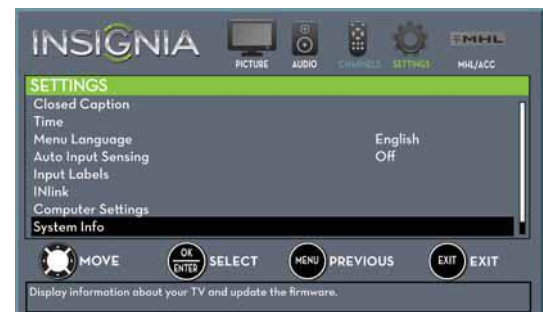 INSIGNIA
PICTURE AUDIO CHANNELS SETTINGS MHL MHL/ACC
SETTINGS
Closed Caption
Time
Menu Language English
Auto Input Sensing Off
Input Labels
INlink
Computer Settings
System Info
MOVE OK ENTER SELECT MENU PREVIOUS EXIT EXIT
Display information about your TV and update the firmware.